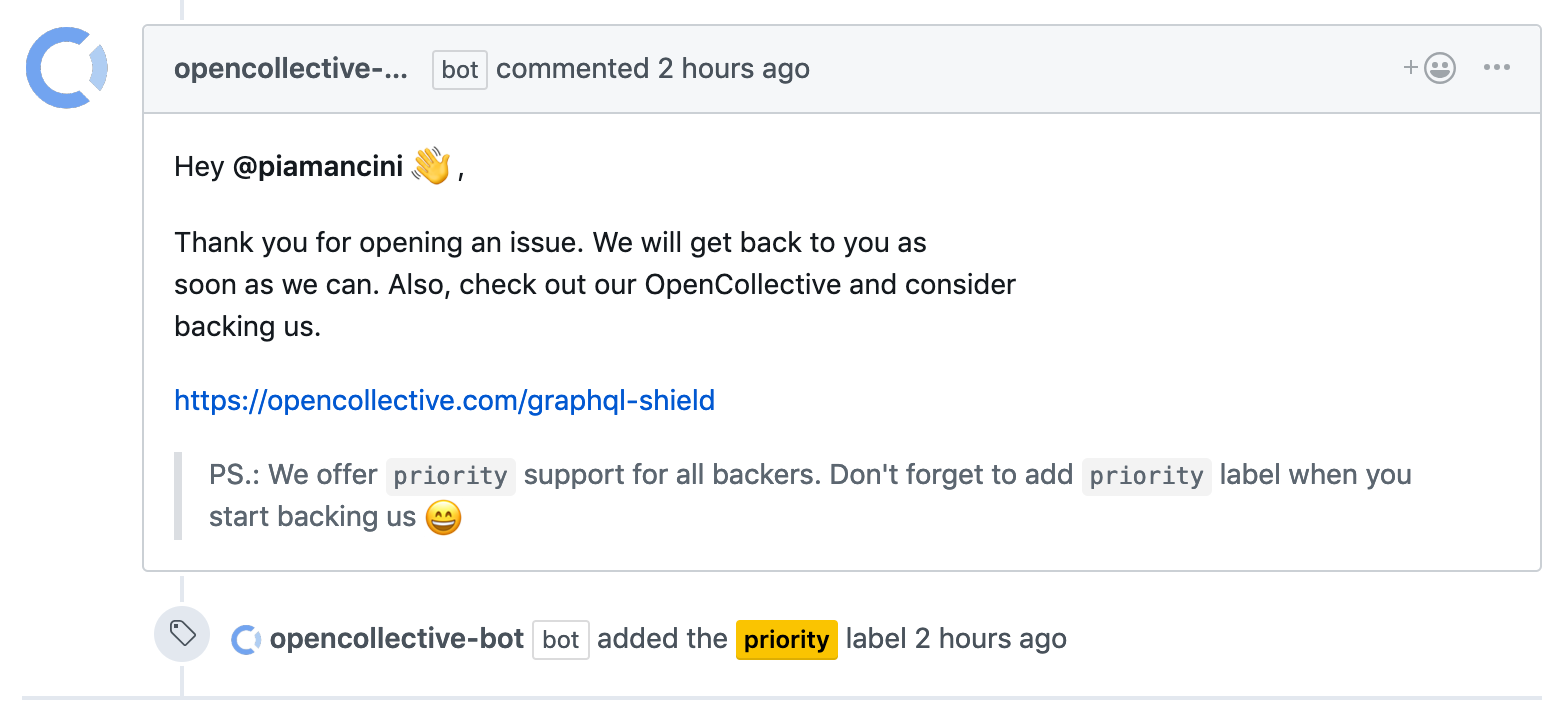 opencollective-... bot commented 2 hours ago
Hey @piamancini 👋 ,
Thank you for opening an issue. We will get back to you as
soon as we can. Also, check out our OpenCollective and consider
backing us.
https://opencollective.com/graphql-shield
PS.: We offer priority support for all backers. Don't forget to add priority label when you
start backing us 😄
opencollective-bot bot added the priority label 2 hours ago